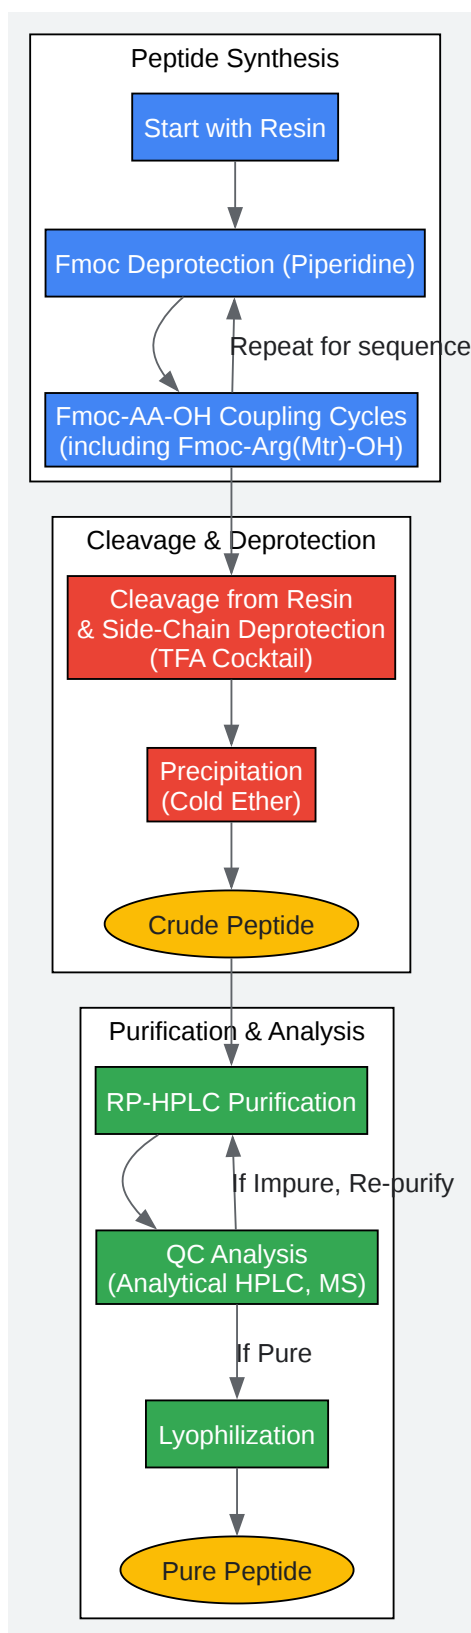 Peptide Synthesis
Start with Resin
Fmoc Deprotection (Piperidine)
Repeat for sequence
Fmoc-AA-OH Coupling Cycles
(including Fmoc-Arg(Mtr)-OH)
Cleavage & Deprotection
Cleavage from Resin
& Side-Chain Deprotection
(TFA Cocktail)
Precipitation
(Cold Ether)
Crude Peptide
Purification & Analysis
RP-HPLC Purification
If Impure, Re-purify
QC Analysis
(Analytical HPLC, MS)
If Pure
Lyophilization
Pure Peptide